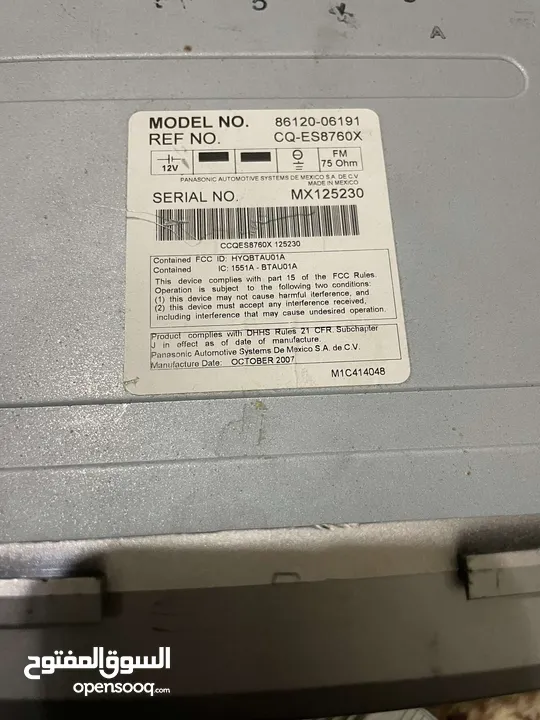 5
A
MODEL NO. 86120-06191
REF NO. CQ-ES8760X
12V
FM
75 Ohm
PANASONIC AUTOMOTIVE SYSTEMS DE MEXICO S.A. DE C.V
MADE IN MEXICO
SERIAL NO. MX125230
CCQES8760X 125230
Contained FCC ID: HYQBTAU01A
Contained IC: 1551A - BTAU01A
This device complies with part 15 of the FCC Rules.
Operation is subject to the following two conditions:
(1) this device may not cause harmful iterference, and
(2) this device must accept any interference received,
including interference that may cause undesired operation.
Product complies with DHHS Rules 21 CFR. Subchapter
J in effect as of date of manufacture.
Panasonic Automotive Systems De Mexico S.A. de C.V.
Manufacture Date: OCTOBER 2007
M1C414048
السوق المفتوح
opensooq.com